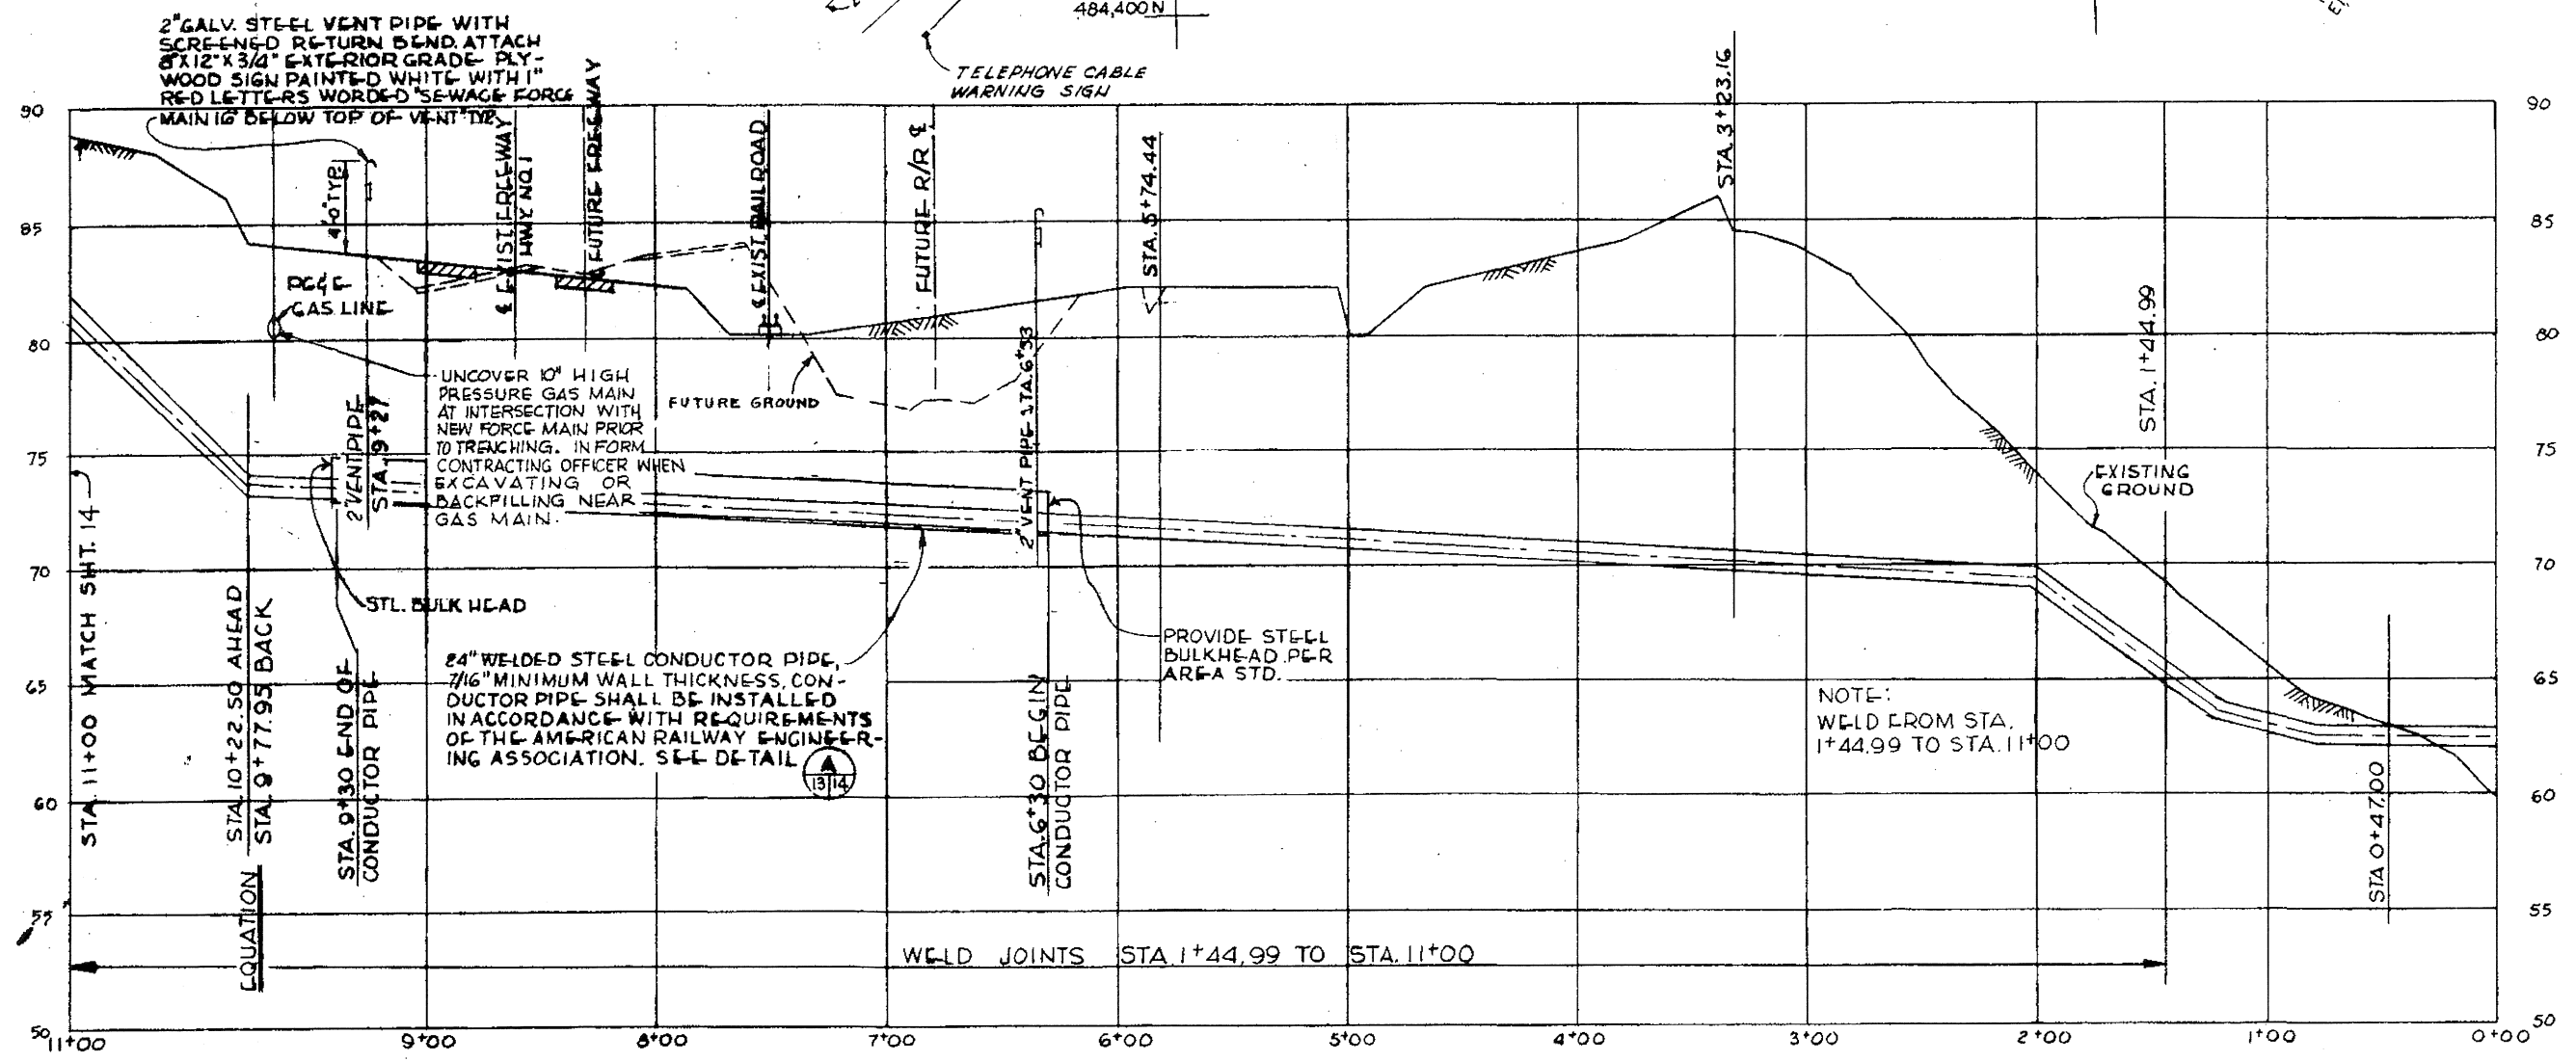 2" GALV. STEEL VENT PIPE WITH
SCREENED RETURN BEND. ATTACH
8"X12"X3/4" EXTERIOR GRADE PLY-
WOOD SIGN PAINTED WHITE WITH 1"
RED LETTERS WORDED "SEWAGE FORCE
MAIN 16' BELOW TOP OF VENT" TYP.
484,400 N
TELEPHONE CABLE
WARNING SIGN
90
85
80
75
70
65
60
55
50
90
85
80
75
70
65
60
55
50
4'-0" TYP.
℄ EXIST. FREEWAY
HWY. NO. 1
℄ FUTURE FREEWAY
℄ EXIST. RAILROAD
FUTURE R/R ℄
STA. 5+74.44
STA. 3+23.16
STA. 1+44.99
PG&E
GAS LINE
UNCOVER 10" HIGH
PRESSURE GAS MAIN
AT INTERSECTION WITH
NEW FORCE MAIN PRIOR
TO TRENCHING. INFORM
CONTRACTING OFFICER WHEN
EXCAVATING OR
BACKFILLING NEAR
GAS MAIN.
FUTURE GROUND
2" VENT PIPE
STA. 9+27
2" VENT PIPE STA. 6+33
EXISTING
GROUND
STA. 11+00 MATCH SHT. 14
STL. BULK HEAD
STA. 10+22.50 AHEAD
STA. 9+77.95 BACK
EQUATION
STA. 9+30 END OF
CONDUCTOR PIPE
24" WELDED STEEL CONDUCTOR PIPE,
7/16" MINIMUM WALL THICKNESS, CON-
DUCTOR PIPE SHALL BE INSTALLED
IN ACCORDANCE WITH REQUIREMENTS
OF THE AMERICAN RAILWAY ENGINEER-
ING ASSOCIATION. SEE DETAIL
A
13 14
STA. 6+30 BEGIN
CONDUCTOR PIPE
PROVIDE STEEL
BULKHEAD PER
AREA STD.
NOTE:
WELD FROM STA.
1+44.99 TO STA. 11+00
STA 0+47.00
WELD JOINTS STA. 1+44.99 TO STA. 11+00
11+00
9+00
8+00
7+00
6+00
5+00
4+00
3+00
2+00
1+00
0+00